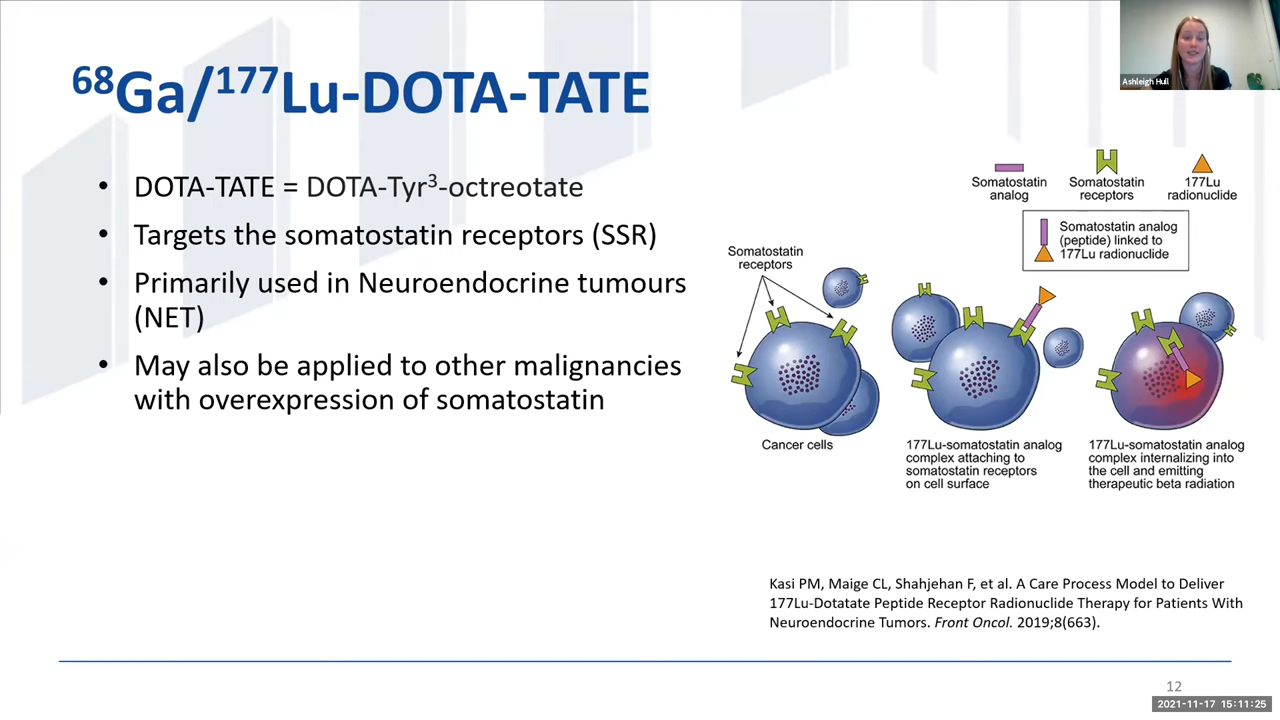 Ashleigh Hull
⁶⁸Ga/¹⁷⁷Lu-DOTA-TATE
• DOTA-TATE = DOTA-Tyr³-octreotate
• Targets the somatostatin receptors (SSR)
• Primarily used in Neuroendocrine tumours
(NET)
• May also be applied to other malignancies
with overexpression of somatostatin
Somatostatin
analog
Somatostatin
receptors
177Lu
radionuclide
Somatostatin analog
(peptide) linked to
177Lu radionuclide
Somatostatin
receptors
Cancer cells
177Lu-somatostatin analog
complex attaching to
somatostatin receptors
on cell surface
177Lu-somatostatin analog
complex internalizing into
the cell and emitting
therapeutic beta radiation
Kasi PM, Maige CL, Shahjehan F, et al. A Care Process Model to Deliver
177Lu-Dotatate Peptide Receptor Radionuclide Therapy for Patients With
Neuroendocrine Tumors. Front Oncol. 2019;8(663).
12
2021-11-17 15:11:25